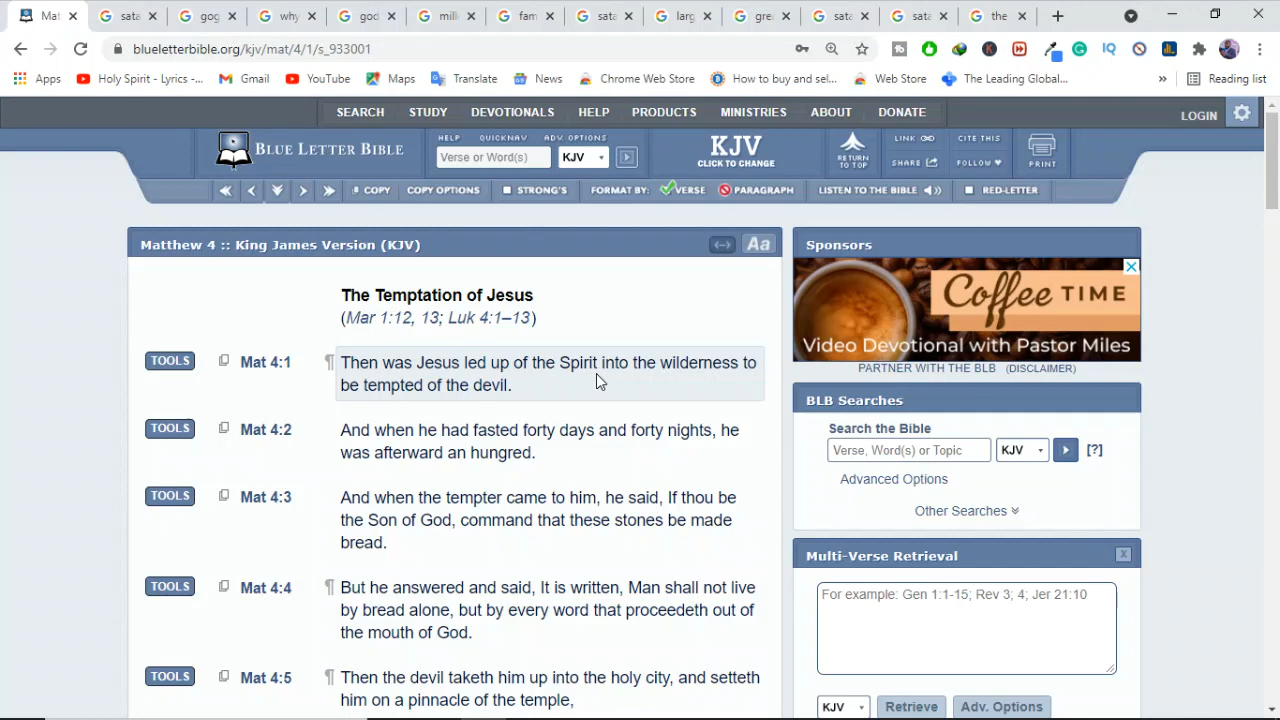 Mat
sata
gog
why
god
mill
fam
sata
larg
grea
sata
sata
the
blueletterbible.org/kjv/mat/4/1/s_933001
Apps
Holy Spirit - Lyrics -...
Gmail
YouTube
Maps
Translate
News
Chrome Web Store
How to buy and sel...
Web Store
The Leading Global...
»
Reading list
SEARCH STUDY DEVOTIONALS HELP PRODUCTS MINISTRIES ABOUT DONATE LOGIN
BLUE LETTER BIBLE
HELP QUICKNAV ADV. OPTIONS
Verse or Word(s) KJV
KJV
CLICK TO CHANGE
RETURN
TO TOP
LINK
SHARE
CITE THIS
FOLLOW
PRINT
COPY COPY OPTIONS STRONG'S FORMAT BY: VERSE PARAGRAPH LISTEN TO THE BIBLE RED-LETTER
Matthew 4 :: King James Version (KJV)
Aa
The Temptation of Jesus
(Mar 1:12, 13; Luk 4:1–13)
TOOLS Mat 4:1 ¶ Then was Jesus led up of the Spirit into the wilderness to
be tempted of the devil.
TOOLS Mat 4:2 And when he had fasted forty days and forty nights, he
was afterward an hungred.
TOOLS Mat 4:3 And when the tempter came to him, he said, If thou be
the Son of God, command that these stones be made
bread.
TOOLS Mat 4:4 ¶ But he answered and said, It is written, Man shall not live
by bread alone, but by every word that proceedeth out of
the mouth of God.
TOOLS Mat 4:5 ¶ Then the devil taketh him up into the holy city, and setteth
him on a pinnacle of the temple,
Sponsors
Coffee TIME
Video Devotional with Pastor Miles
PARTNER WITH THE BLB (DISCLAIMER)
BLB Searches
Search the Bible
Verse, Word(s) or Topic KJV [?]
Advanced Options
Other Searches
Multi-Verse Retrieval X
For example: Gen 1:1-15; Rev 3; 4; Jer 21:10
KJV Retrieve Adv. Options